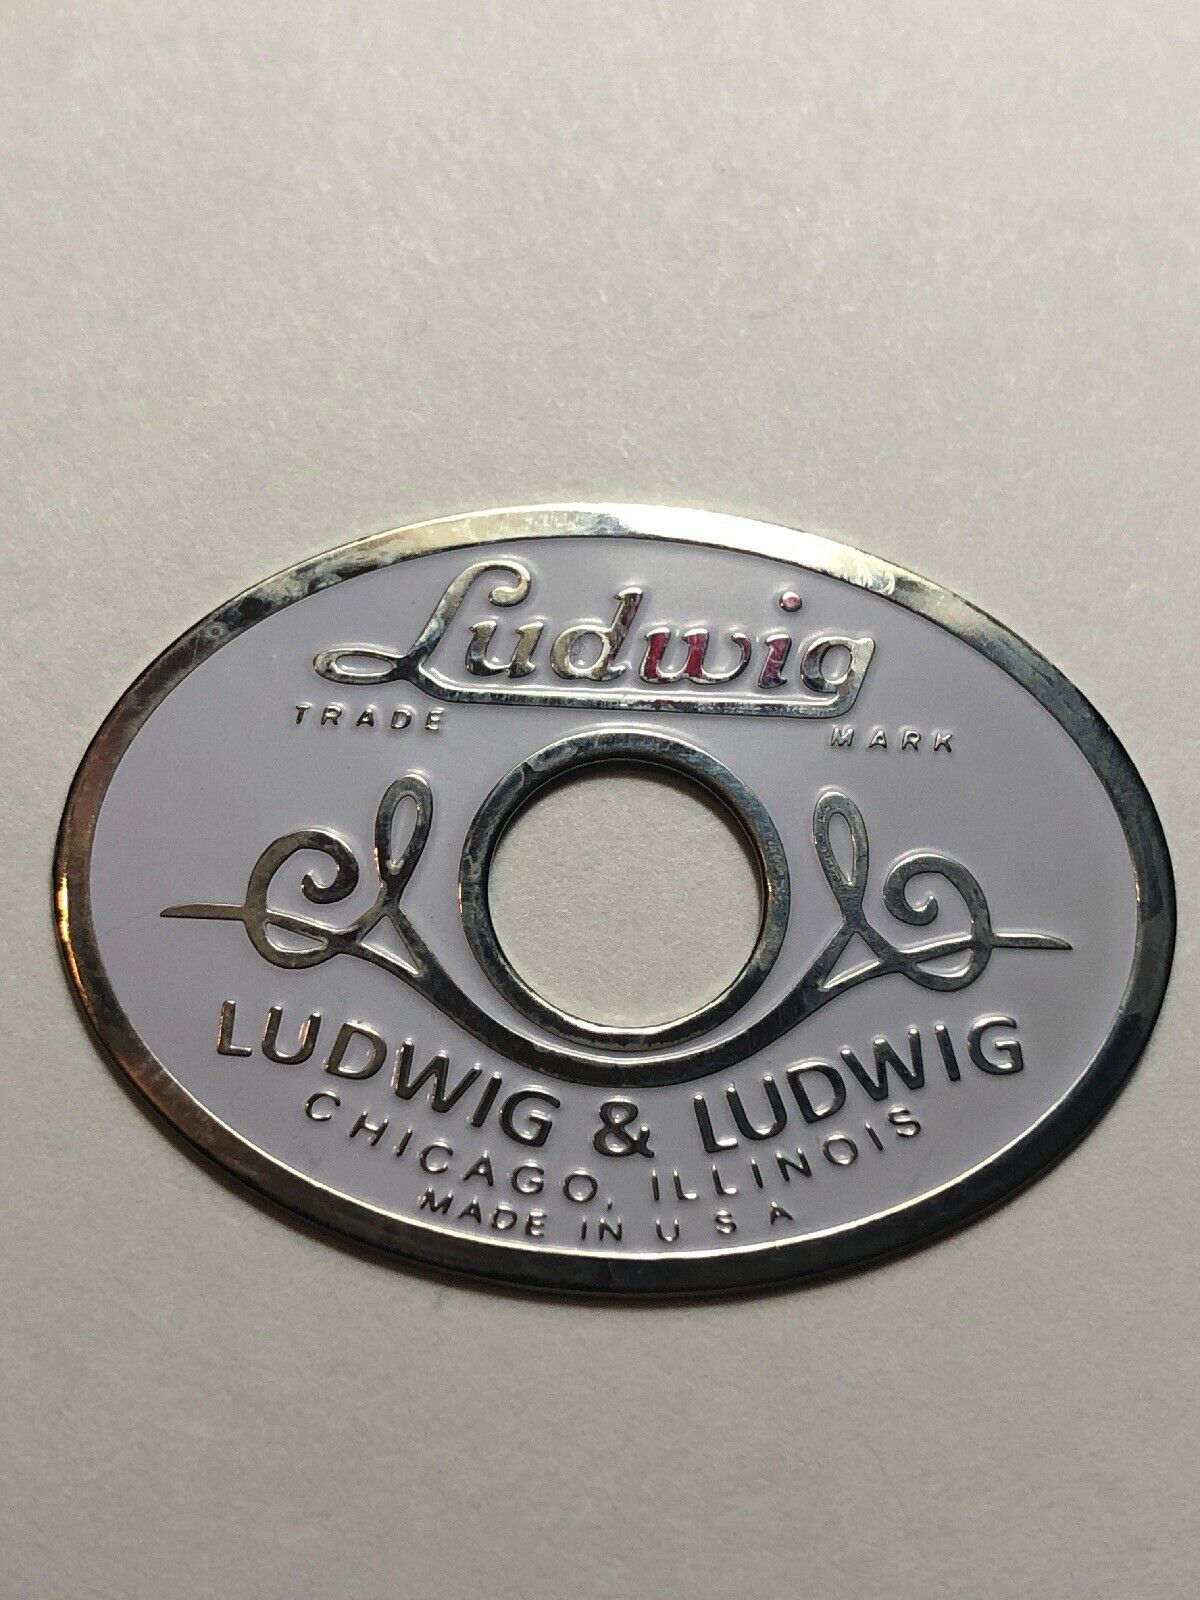 Ludwig
TRADE MARK
LUDWIG & LUDWIG
CHICAGO, ILLINOIS
MADE IN U S A